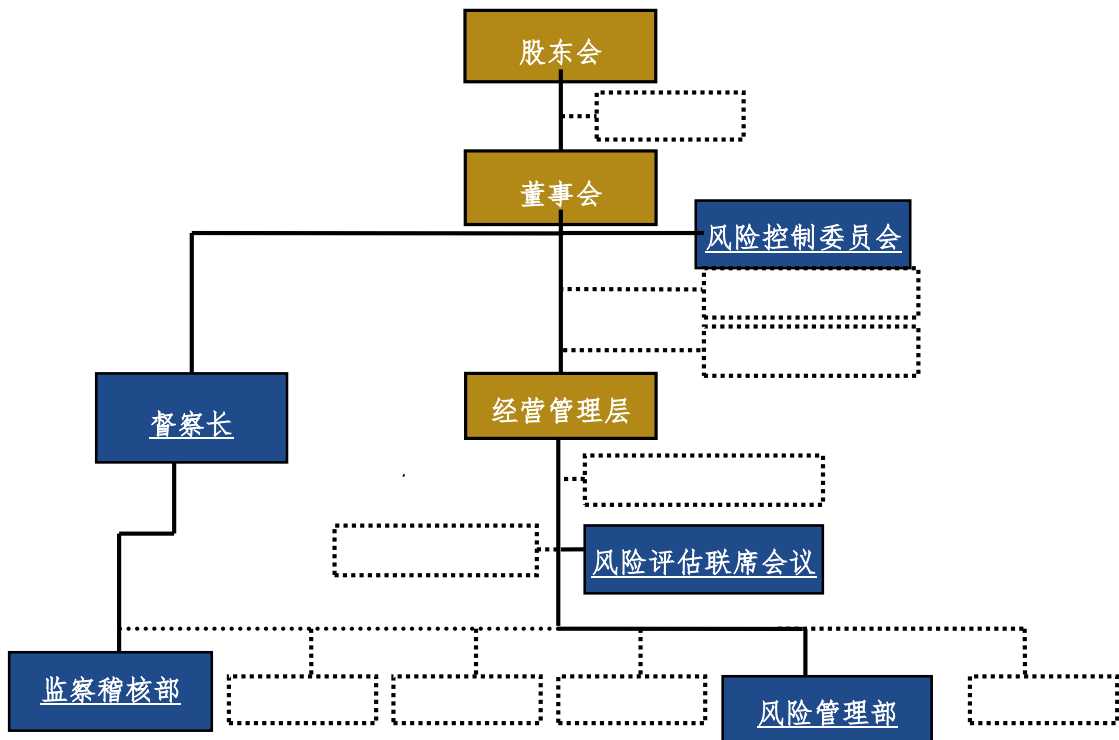 股东会
董事会
风险控制委员会
督察长
经营管理层
风险评估联席会议
监察稽核部
风险管理部